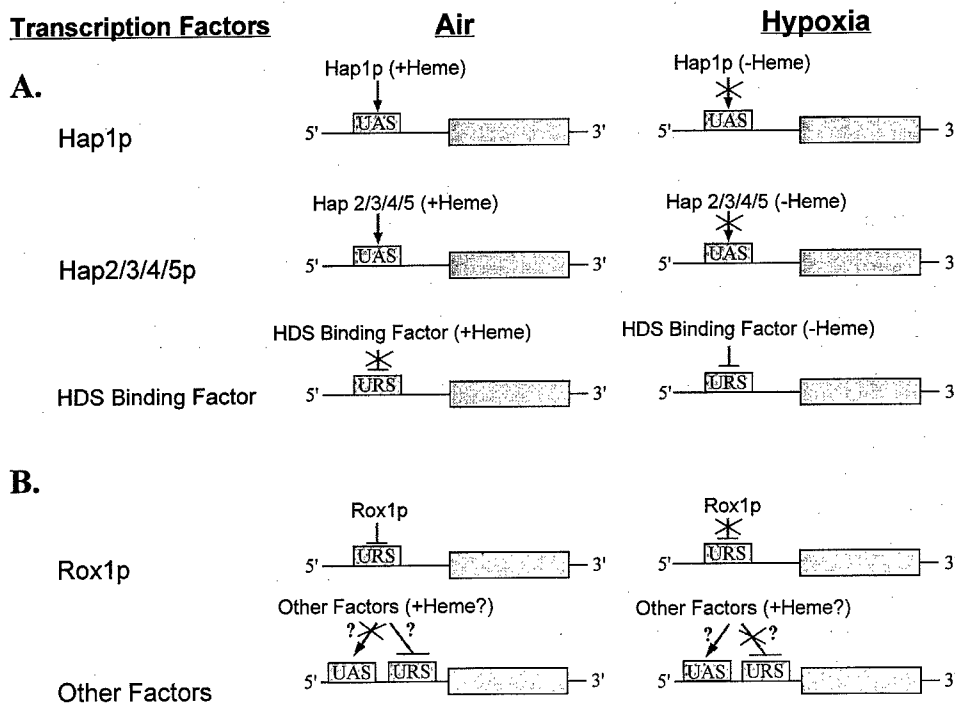 Transcription Factors Air Hypoxia
A.
Hap1p (+Heme) Hap1p (-Heme)
Hap1p 5' UAS 3' 5' UAS 3'
Hap 2/3/4/5 (+Heme) Hap 2/3/4/5 (-Heme)
Hap2/3/4/5p 5' UAS 3' 5' UAS 3'
HDS Binding Factor (+Heme) HDS Binding Factor (-Heme)
HDS Binding Factor 5' URS 3' 5' URS 3
B.
Rox1p Rox1p
Rox1p 5' URS 3' 5' URS 3'
Other Factors (+Heme?) Other Factors (+Heme?)
? ? ? ?
Other Factors 5' UAS URS 3' 5' UAS URS 3'